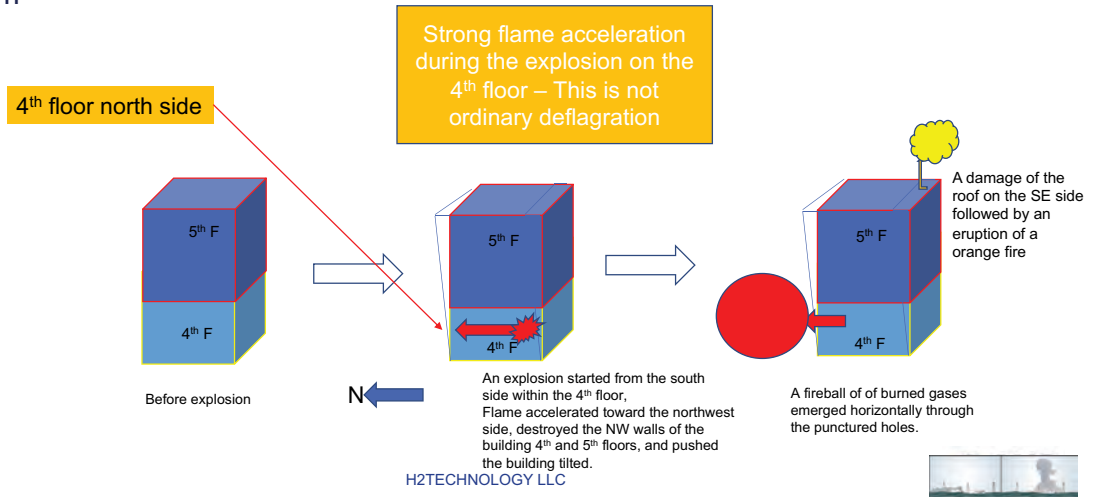 Strong flame acceleration
during the explosion on the
4th floor – This is not
ordinary deflagration
4th floor north side
5th F
4th F
Before explosion
5th F
4th F
N
An explosion started from the south
side within the 4th floor,
Flame accelerated toward the northwest
side, destroyed the NW walls of the
building 4th and 5th floors, and pushed
the building tilted.
5th F
4th F
A damage of the
roof on the SE side
followed by an
eruption of a
orange fire
A fireball of of burned gases
emerged horizontally through
the punctured holes.
H2TECHNOLOGY LLC